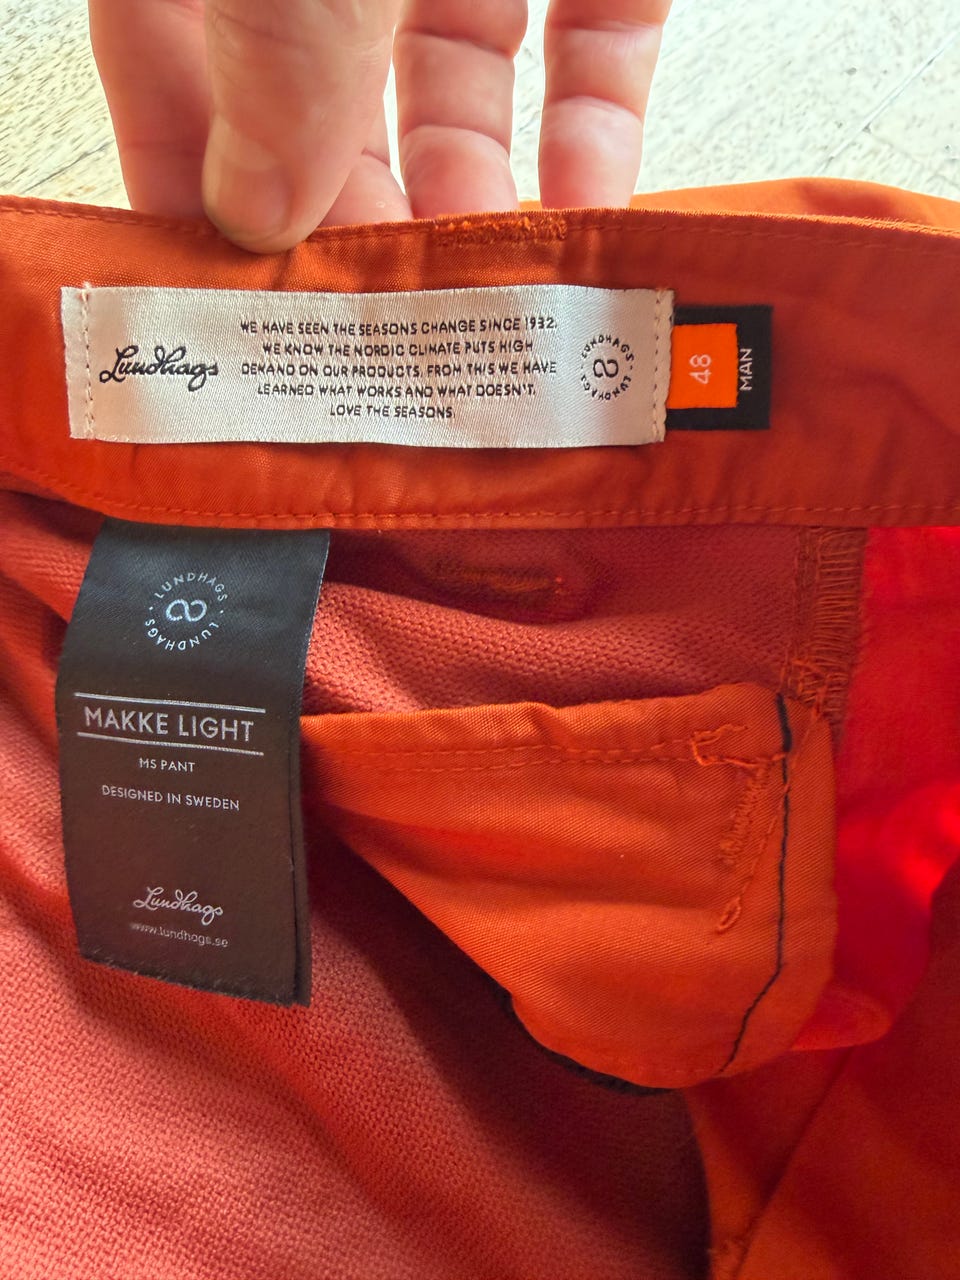 Lundhags
WE HAVE SEEN THE SEASONS CHANGE SINCE 1932.
WE KNOW THE NORDIC CLIMATE PUTS HIGH
DEMAND ON OUR PRODUCTS. FROM THIS WE HAVE
LEARNED WHAT WORKS AND WHAT DOESN'T.
LOVE THE SEASONS.
LUNDHAGS · LUNDHAGS ·
48
MAN
LUNDHAGS · LUNDHAGS ·
MAKKE LIGHT
MS PANT
DESIGNED IN SWEDEN
Lundhags
www.lundhags.se